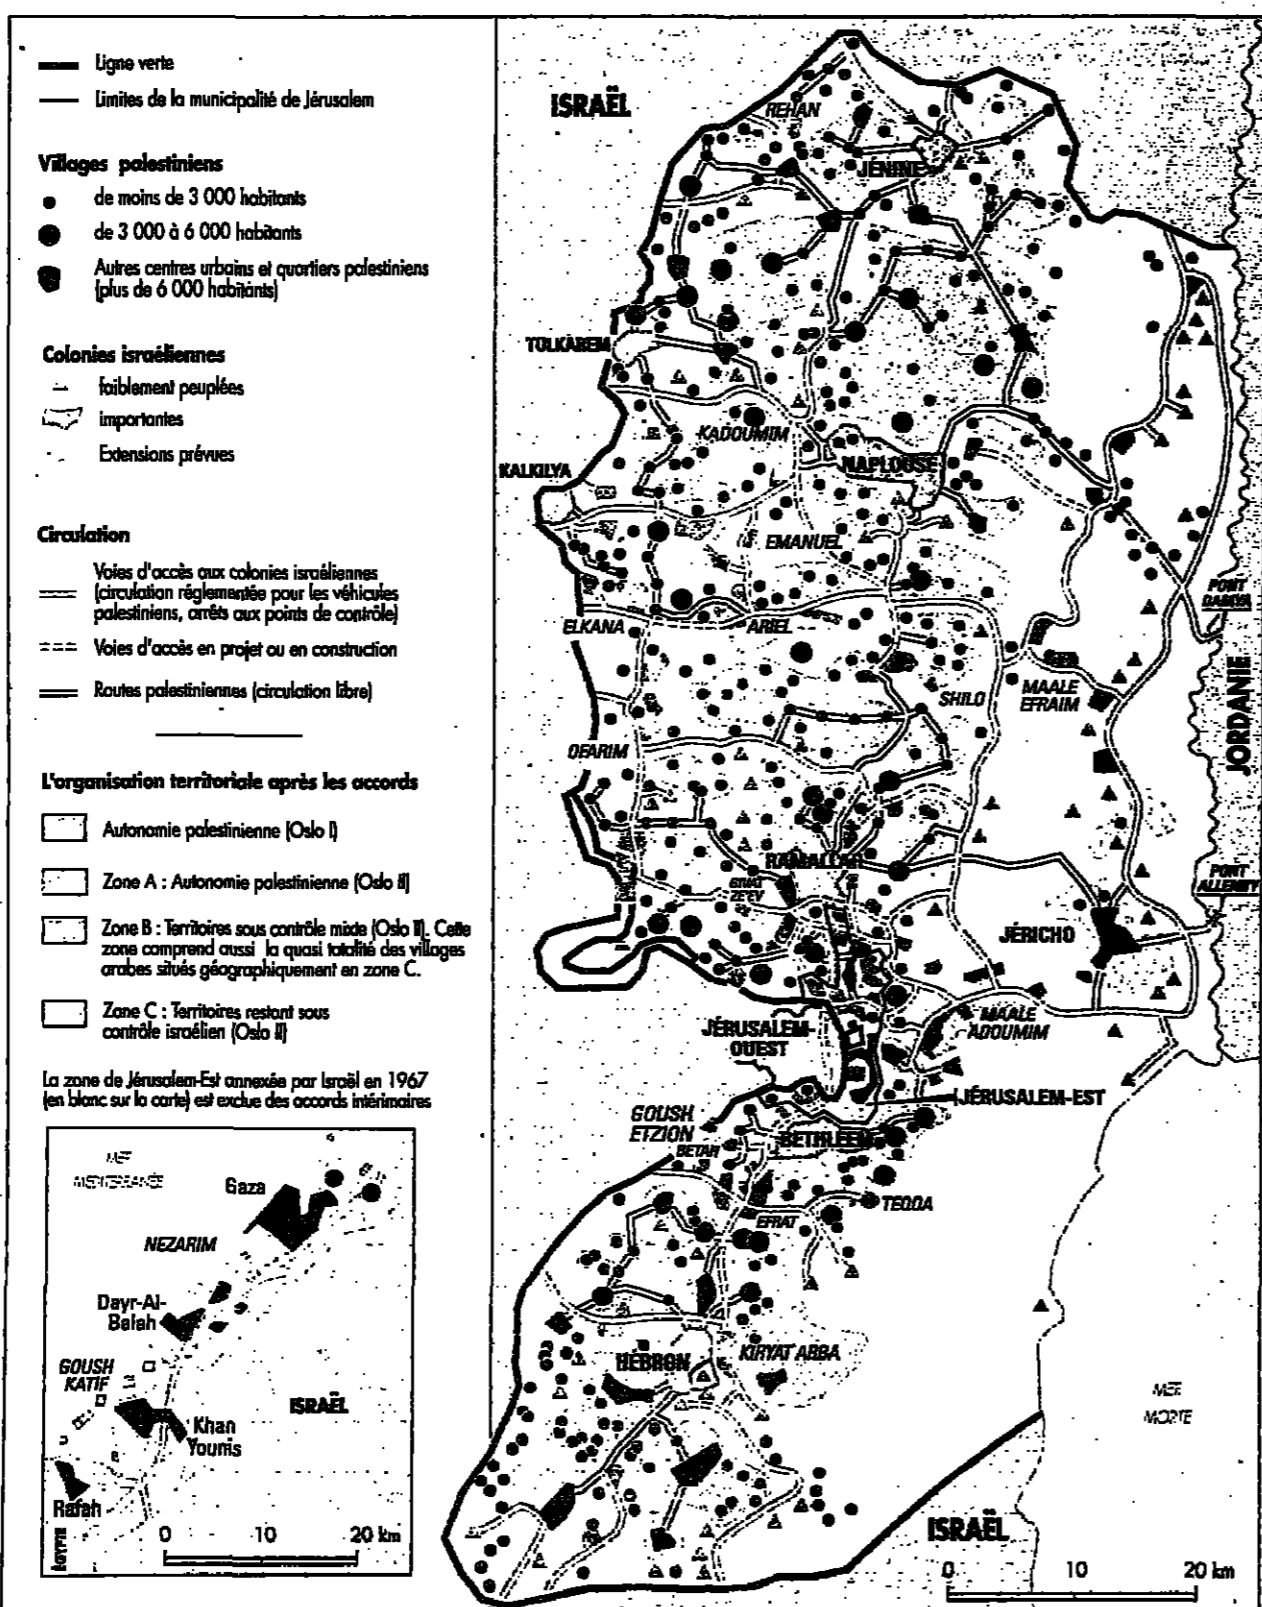 Ligne verte
Limites de la municipalité de Jérusalem
Villages palestiniens
de moins de 3 000 habitants
de 3 000 à 6 000 habitants
Autres centres urbains et quartiers palestiniens
(plus de 6 000 habitants)
Colonies israéliennes
faiblement peuplées
importantes
Extensions prévues
Circulation
Voies d'accès aux colonies israéliennes
(circulation réglementée pour les véhicules
palestiniens, arrêts aux points de contrôle)
Voies d'accès en projet ou en construction
Routes palestiniennes (circulation libre)
L'organisation territoriale après les accords
Autonomie palestinienne (Oslo I)
Zone A : Autonomie palestinienne (Oslo II)
Zone B : Territoires sous contrôle mixte (Oslo II). Cette
zone comprend aussi la quasi totalité des villages
arabes situés géographiquement en zone C.
Zone C : Territoires restant sous
contrôle israélien (Oslo II)
La zone de Jérusalem-Est annexée par Israël en 1967
(en blanc sur la carte) est exclue des accords intérimaires
MER
MÉDITERRANÉE
Gaza
NEZARIM
Dayr-Al-
Balah
GOUSH
KATIF
ISRAËL
Khan
Younis
Rafah
ÉGYPTE
0 10 20 km
ISRAËL
REHAN
JÉNINE
TULKAREM
KADOUMIM
NAPLOUSE
KALKILYA
EMANUEL
PONT
DAMIYA
ELKANA
ARIEL
SHILO
MAALE
EFRAIM
JORDANIE
OFARIM
RAMALLAH
GIVAT
ZE'EV
PONT
ALLENBY
JÉRICHO
MAALE
ADOUMIM
JÉRUSALEM-
OUEST
JÉRUSALEM-EST
GOUSH
ETZION
BETHLÉEM
BETAR
TEQOA
EFRAT
HÉBRON
KIRYAT ARBA
MER
MORTE
ISRAËL
0 10 20 km